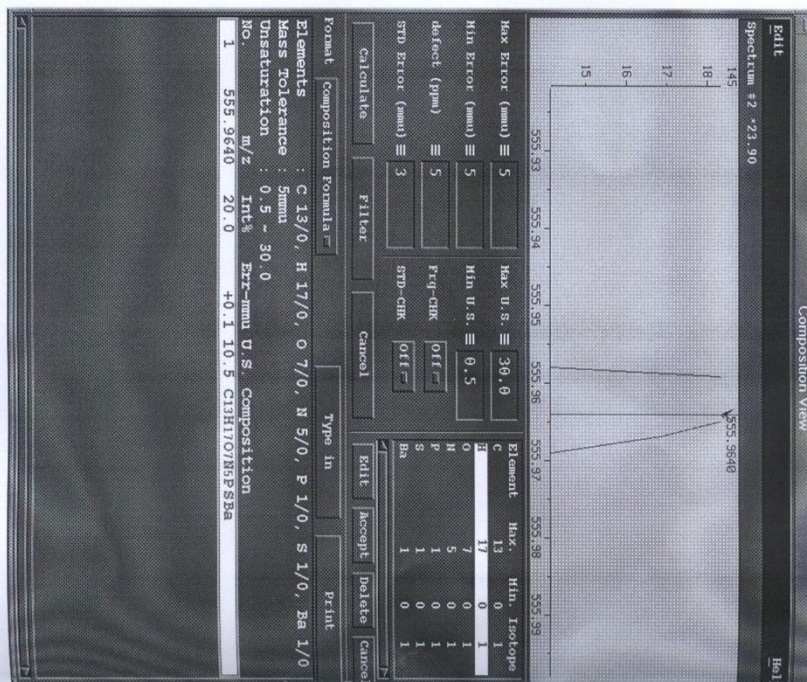 Composition View
Edit Hel
Spectrum #2 *23.90
145
18
17
16
15
555.9640
555.93 555.94 555.95 555.96 555.97 555.98 555.99
Max Error (mmu) 5 Max U.S. 30.0
Min Error (mmu) 5 Min U.S. 0.5
defect (ppm) 5 Frg-CHK Off
STD Error (mmu) 3 STD-CHK Off
Element Max. Min. Isotope
C 13 0 1
H 17 0 1
O 7 0 1
N 5 0 1
P 1 0 1
S 1 0 1
Ba 1 0 1
Edit Accept Delete Cance
Calculate Filter Cancel
Format Composition Formula Type in Print
Elements : C 13/0, H 17/0, O 7/0, N 5/0, P 1/0, S 1/0, Ba 1/0
Mass Tolerance : 5mmu
Unsaturation : 0.5 ~ 30.0
No. m/z Int% Err-mmu U.S. Composition
1 555.9640 20.0 +0.1 10.5 C13H17O7N5PSBa